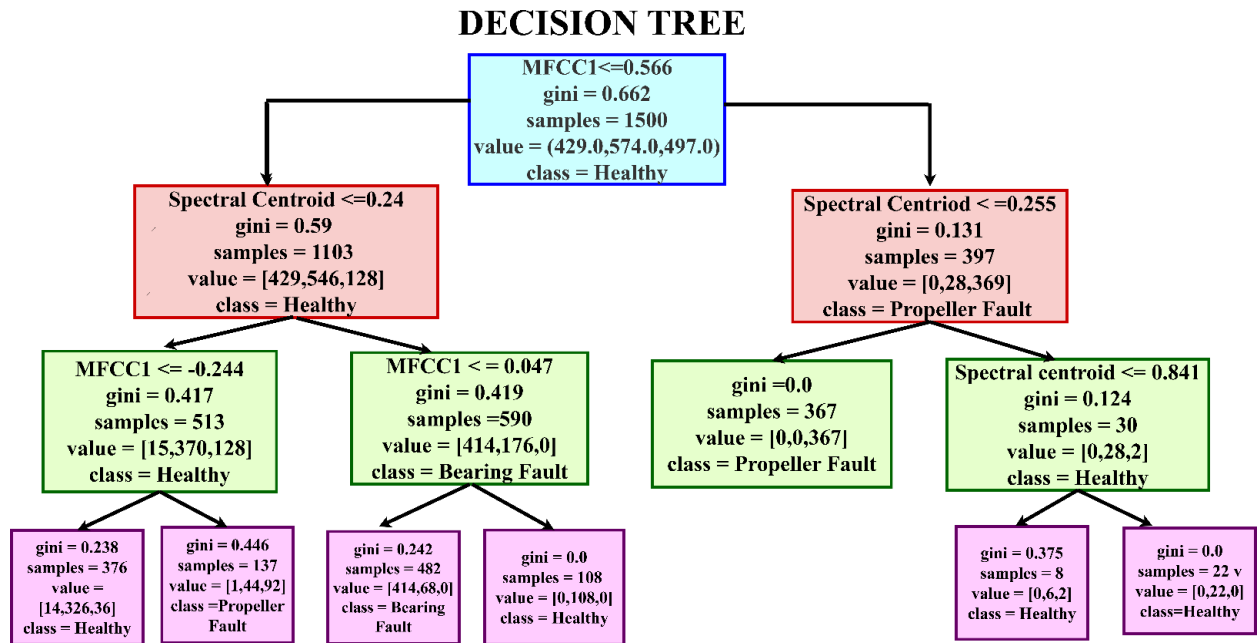 DECISION TREE
MFCC1<=0.566
gini = 0.662
samples = 1500
value = (429.0,574.0,497.0)
class = Healthy
Spectral Centroid <=0.24
gini = 0.59
samples = 1103
value = [429,546,128]
class = Healthy
Spectral Centriod < =0.255
gini = 0.131
samples = 397
value = [0,28,369]
class = Propeller Fault
MFCC1 <= -0.244
gini = 0.417
samples = 513
value = [15,370,128]
class = Healthy
MFCC1 < = 0.047
gini = 0.419
samples =590
value = [414,176,0]
class = Bearing Fault
gini =0.0
samples = 367
value = [0,0,367]
class = Propeller Fault
Spectral centroid <= 0.841
gini = 0.124
samples = 30
value = [0,28,2]
class = Healthy
gini = 0.238
samples = 376
value =
[14,326,36]
class = Healthy
gini = 0.446
samples = 137
value = [1,44,92]
class =Propeller
Fault
gini = 0.242
samples = 482
value = [414,68,0]
class = Bearing
Fault
gini = 0.0
samples = 108
value = [0,108,0]
class = Healthy
gini = 0.375
samples = 8
value = [0,6,2]
class = Healthy
gini = 0.0
samples = 22 v
value = [0,22,0]
class=Healthy